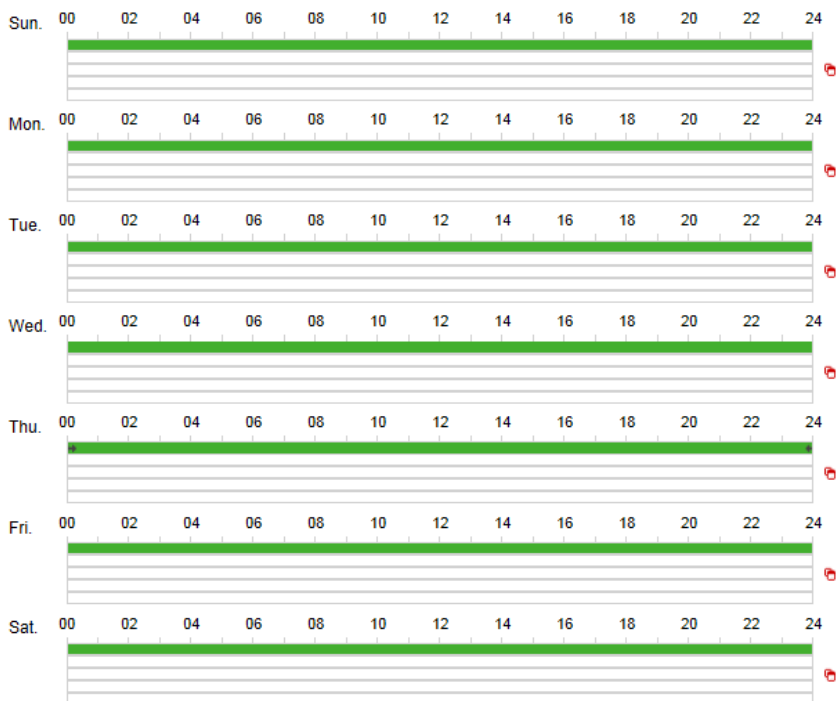 Sun. 00 02 04 06 08 10 12 14 16 18 20 22 24
Mon. 00 02 04 06 08 10 12 14 16 18 20 22 24
Tue. 00 02 04 06 08 10 12 14 16 18 20 22 24
Wed. 00 02 04 06 08 10 12 14 16 18 20 22 24
Thu. 00 02 04 06 08 10 12 14 16 18 20 22 24
Fri. 00 02 04 06 08 10 12 14 16 18 20 22 24
Sat. 00 02 04 06 08 10 12 14 16 18 20 22 24